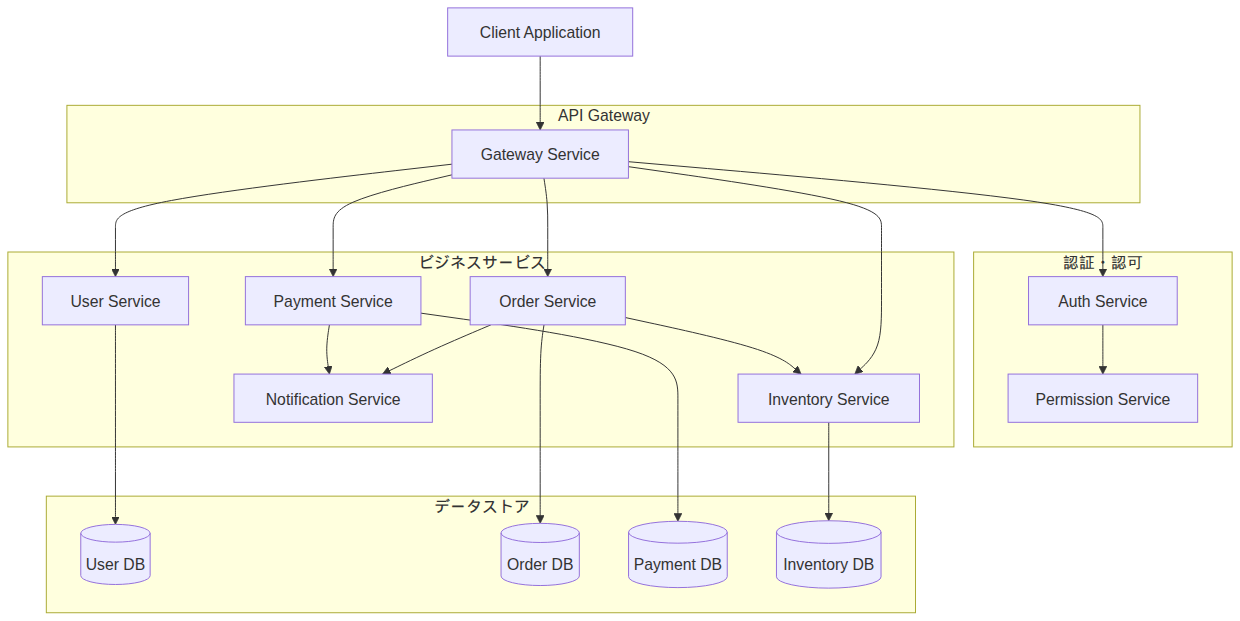 Client Application
API Gateway
Gateway Service
ビジネスサービス
認証・認可
User Service
Payment Service
Order Service
Auth Service
Notification Service
Inventory Service
Permission Service
データストア
User DB
Order DB
Payment DB
Inventory DB